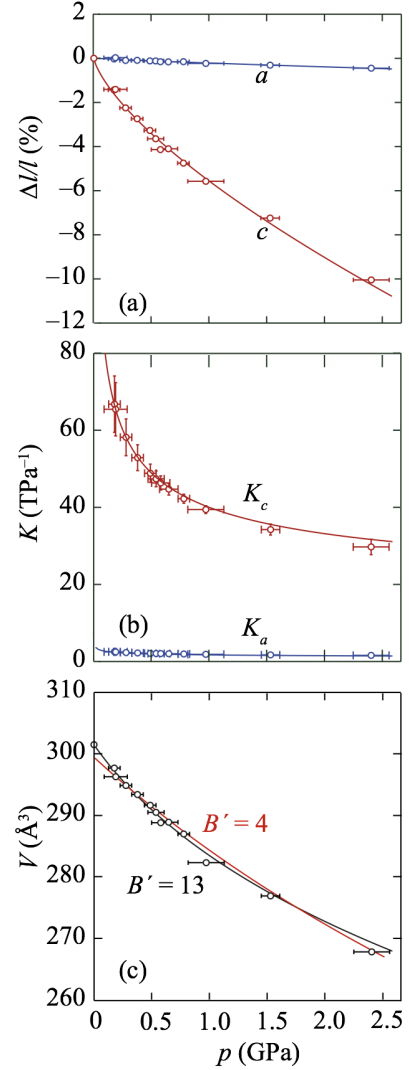 2
0
−2
−4
−6
−8
−10
−12
Δl/l (%)
a
c
(a)
80
60
40
20
0
K (TPa⁻¹)
K_c
K_a
(b)
310
300
290
280
270
260
V (Å³)
B′ = 4
B′ = 13
(c)
0 0.5 1.0 1.5 2.0 2.5
p (GPa)